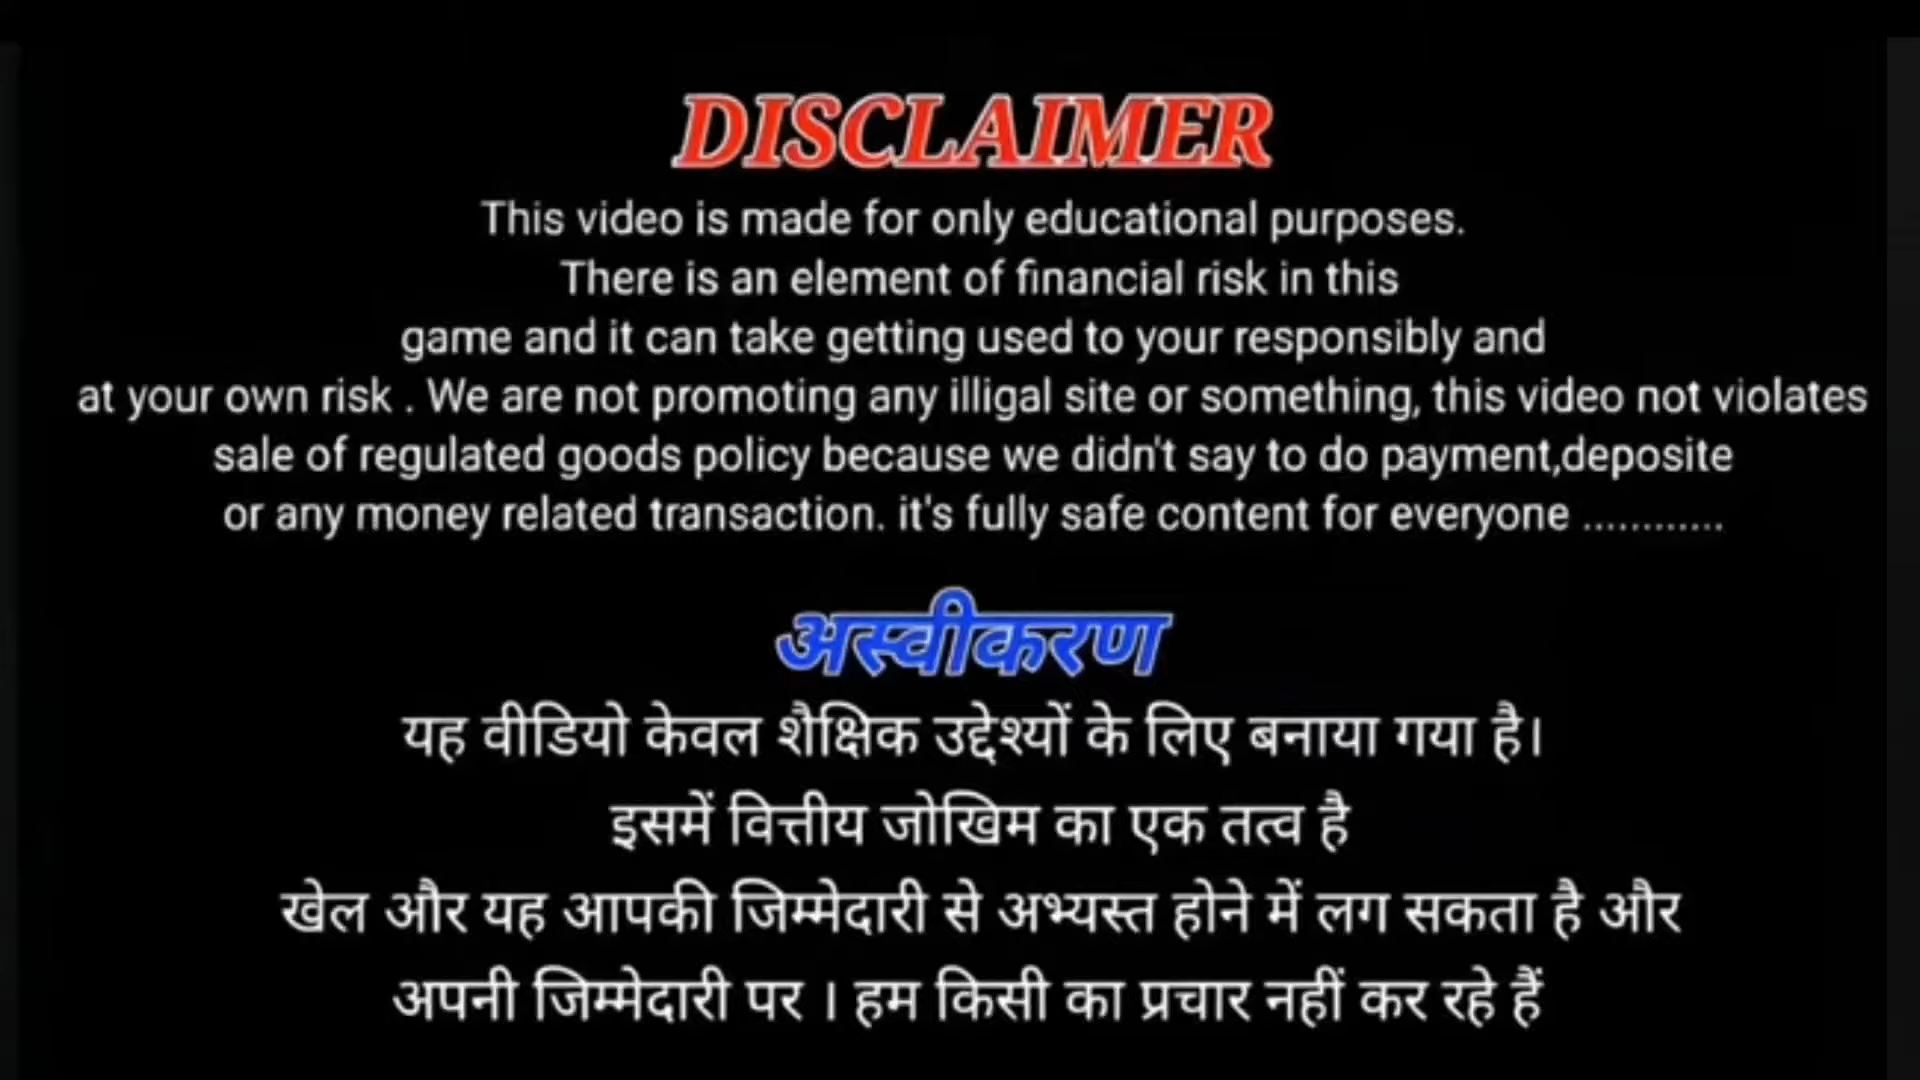 DISCLAIMER
This video is made for only educational purposes.
There is an element of financial risk in this
game and it can take getting used to your responsibly and
at your own risk . We are not promoting any illigal site or something, this video not violates
sale of regulated goods policy because we didn't say to do payment,deposite
or any money related transaction. it's fully safe content for everyone ............
अस्वीकरण
यह वीडियो केवल शैक्षिक उद्देश्यों के लिए बनाया गया है।
इसमें वित्तीय जोखिम का एक तत्व है
खेल और यह आपकी जिम्मेदारी से अभ्यस्त होने में लग सकता है और
अपनी जिम्मेदारी पर । हम किसी का प्रचार नहीं कर रहे हैं